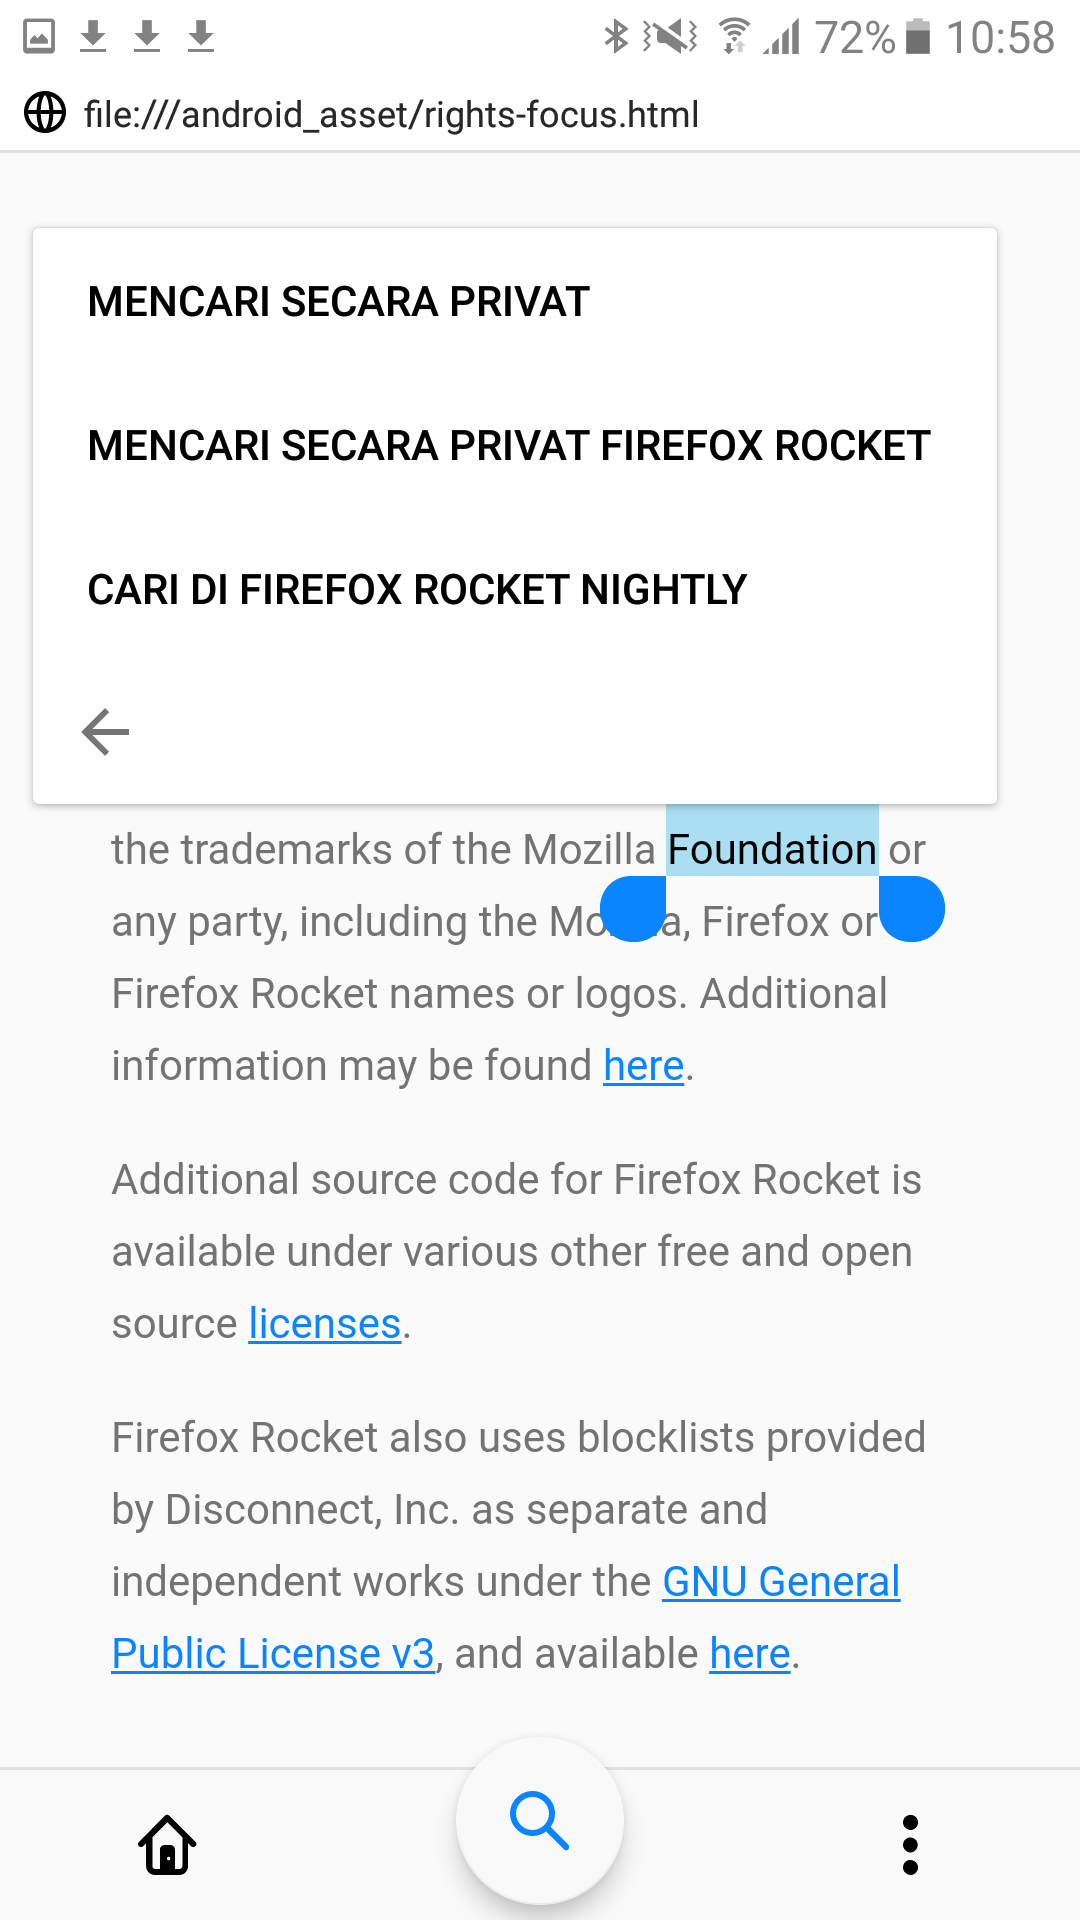 72% 10:58
file:///android_asset/rights-focus.html
MENCARI SECARA PRIVAT
MENCARI SECARA PRIVAT FIREFOX ROCKET
CARI DI FIREFOX ROCKET NIGHTLY
the trademarks of the Mozilla Foundation or
any party, including the Mozilla, Firefox or
Firefox Rocket names or logos. Additional
information may be found here.
Additional source code for Firefox Rocket is
available under various other free and open
source licenses.
Firefox Rocket also uses blocklists provided
by Disconnect, Inc. as separate and
independent works under the GNU General
Public License v3, and available here.